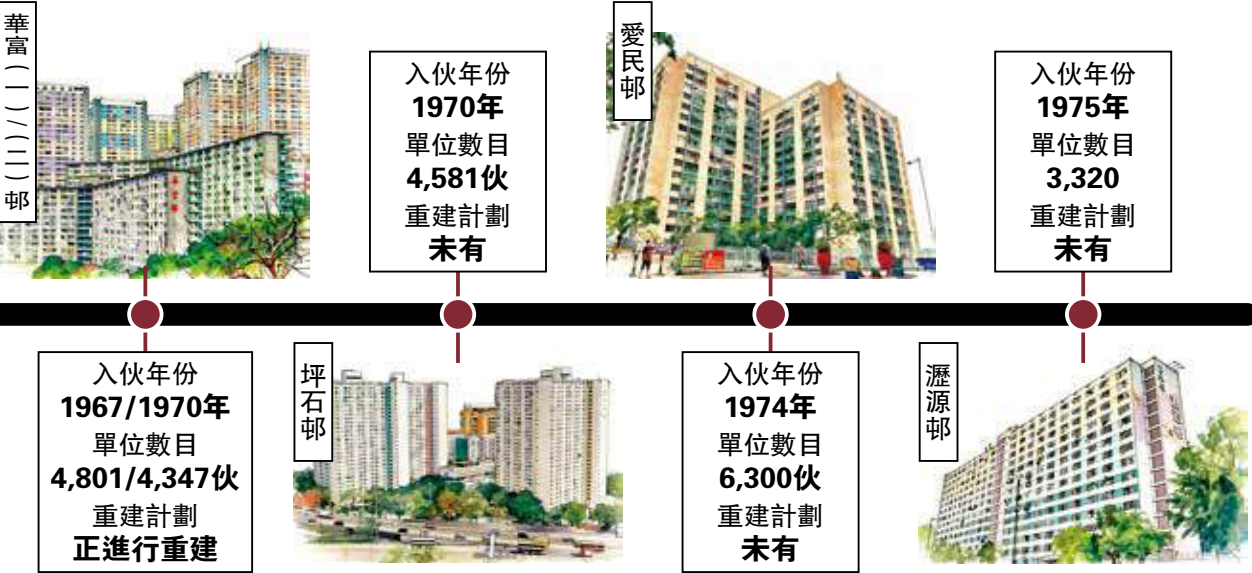 華富(一)/(二)邨
入伙年份
1967/1970年
單位數目
4,801/4,347伙
重建計劃
正進行重建
坪石邨
入伙年份
1970年
單位數目
4,581伙
重建計劃
未有
愛民邨
入伙年份
1974年
單位數目
6,300伙
重建計劃
未有
瀝源邨
入伙年份
1975年
單位數目
3,320
重建計劃
未有